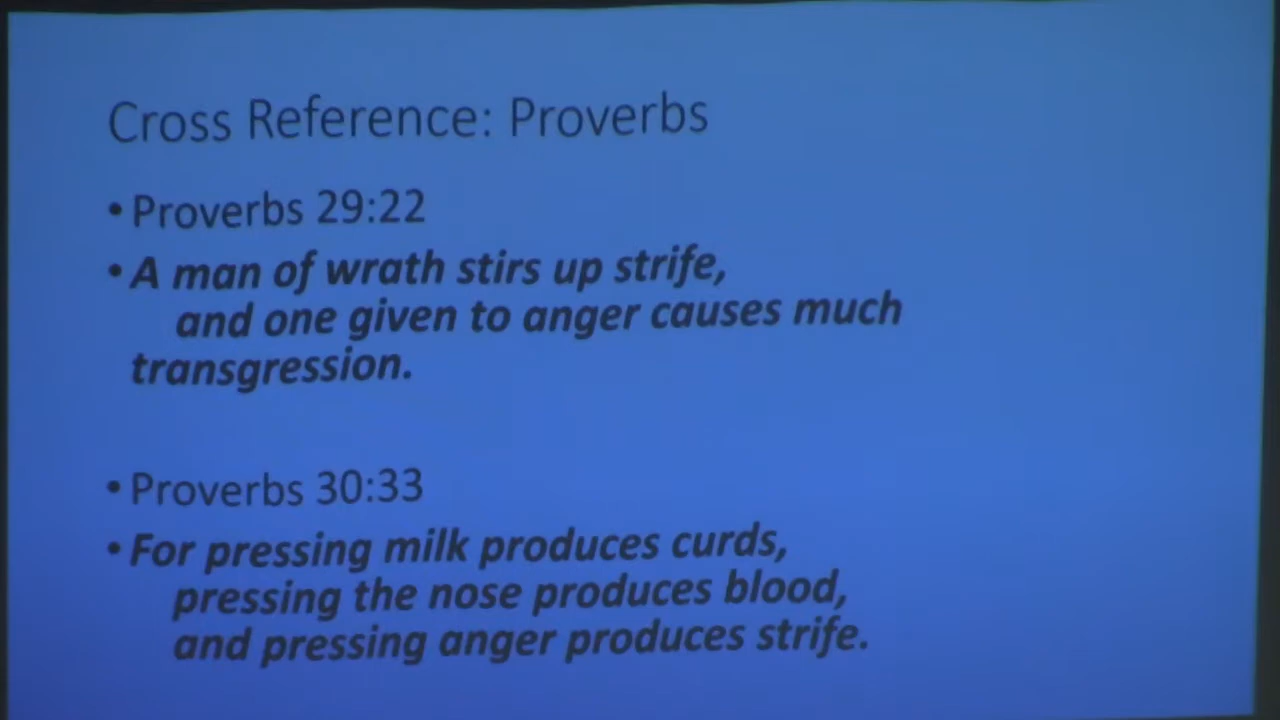 Cross Reference: Proverbs
• Proverbs 29:22
• A man of wrath stirs up strife,
and one given to anger causes much
transgression.
• Proverbs 30:33
• For pressing milk produces curds,
pressing the nose produces blood,
and pressing anger produces strife.